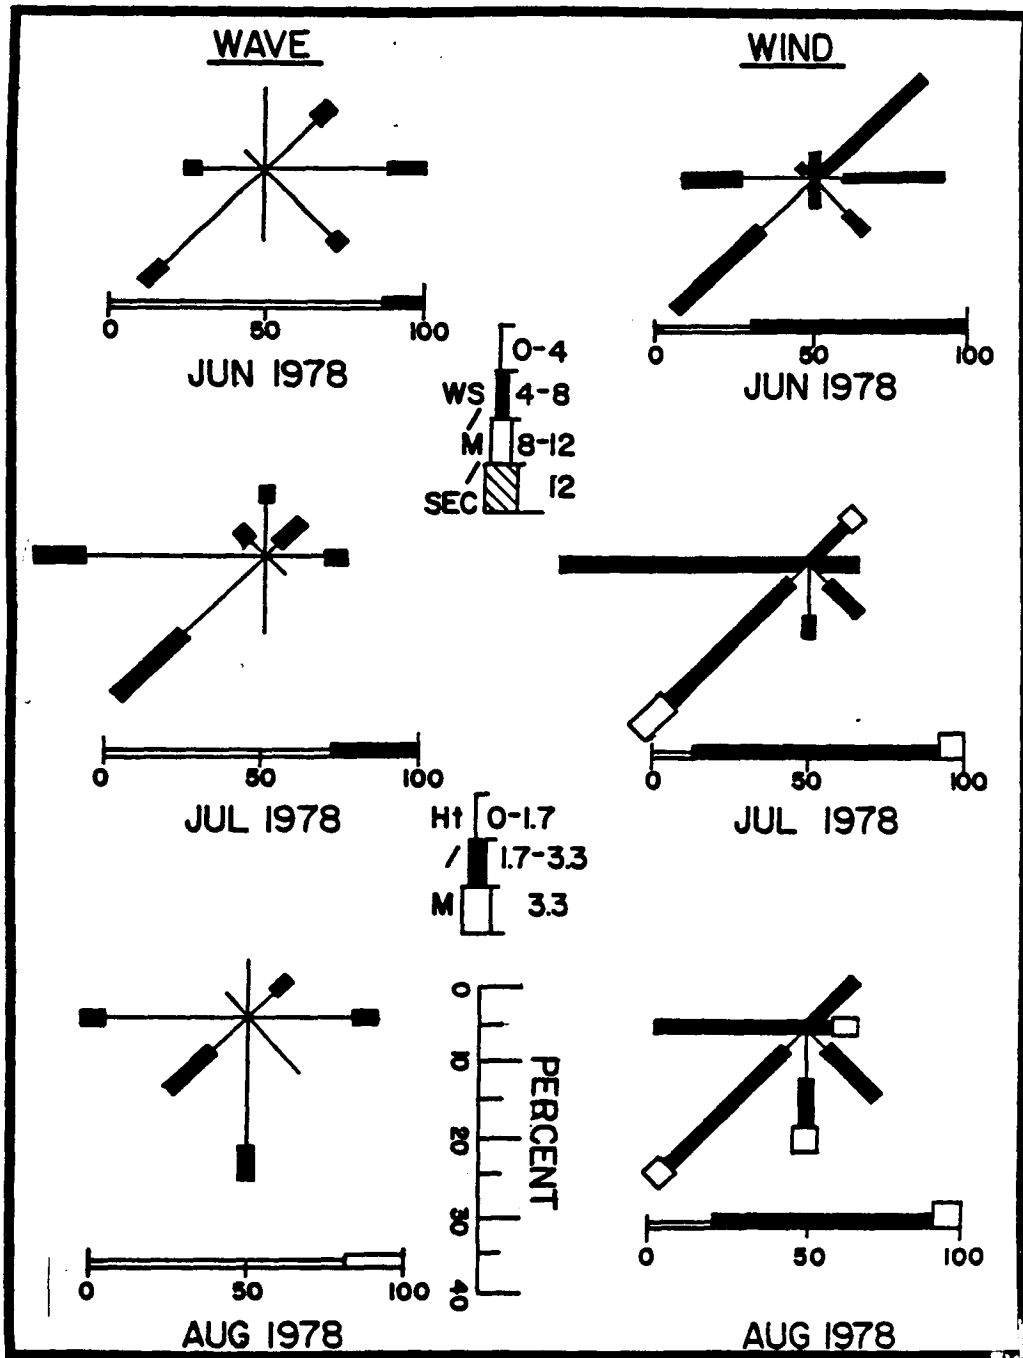 WAVE
WIND
0 50 100
JUN 1978
0 50 100
JUN 1978
0-4
WS 4-8
/
M 8-12
/
SEC 12
0 50 100
JUL 1978
0 50 100
JUL 1978
Ht 0-1.7
/ 1.7-3.3
M 3.3
0
10
20
30
40
PERCENT
0 50 100
AUG 1978
0 50 100
AUG 1978